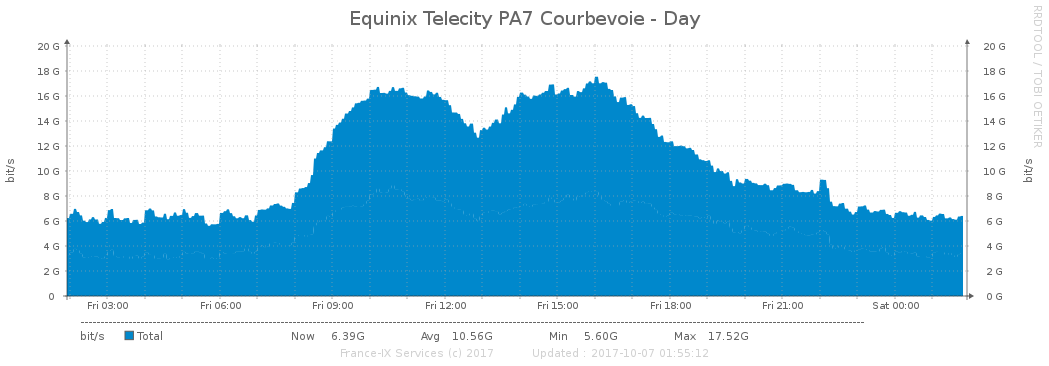 Equinix Telecity PA7 Courbevoie - Day
RRDTOOL / TOBI OETIKER
bit/s
bit/s
20 G 20 G
18 G 18 G
16 G 16 G
14 G 14 G
12 G 12 G
10 G 10 G
8 G 8 G
6 G 6 G
4 G 4 G
2 G 2 G
0 0 G
Fri 03:00 Fri 06:00 Fri 09:00 Fri 12:00 Fri 15:00 Fri 18:00 Fri 21:00 Sat 00:00
bit/s Total Now 6.39G Avg 10.56G Min 5.60G Max 17.52G
France-IX Services (c) 2017 Updated : 2017-10-07 01:55:12